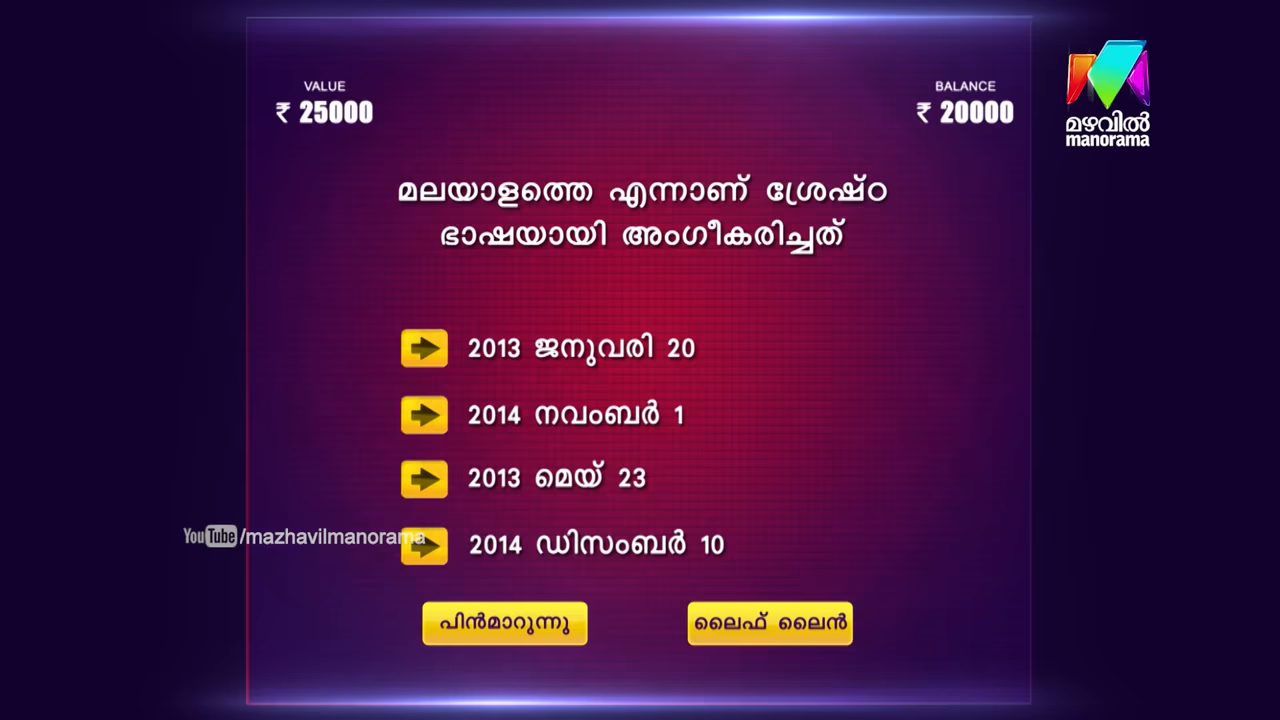 VALUE
₹ 25000
BALANCE
₹ 20000
മഴവിൽ
manorama
മലയാളത്തെ എന്നാണ് ശ്രേഷ്ഠ
ഭാഷയായി അംഗീകരിച്ചത്
2013 ജനുവരി 20
2014 നവംബർ 1
2013 മെയ് 23
YouTube/mazhavilmanorama
2014 ഡിസംബർ 10
പിൻമാറുന്നു
ലൈഫ് ലൈൻ